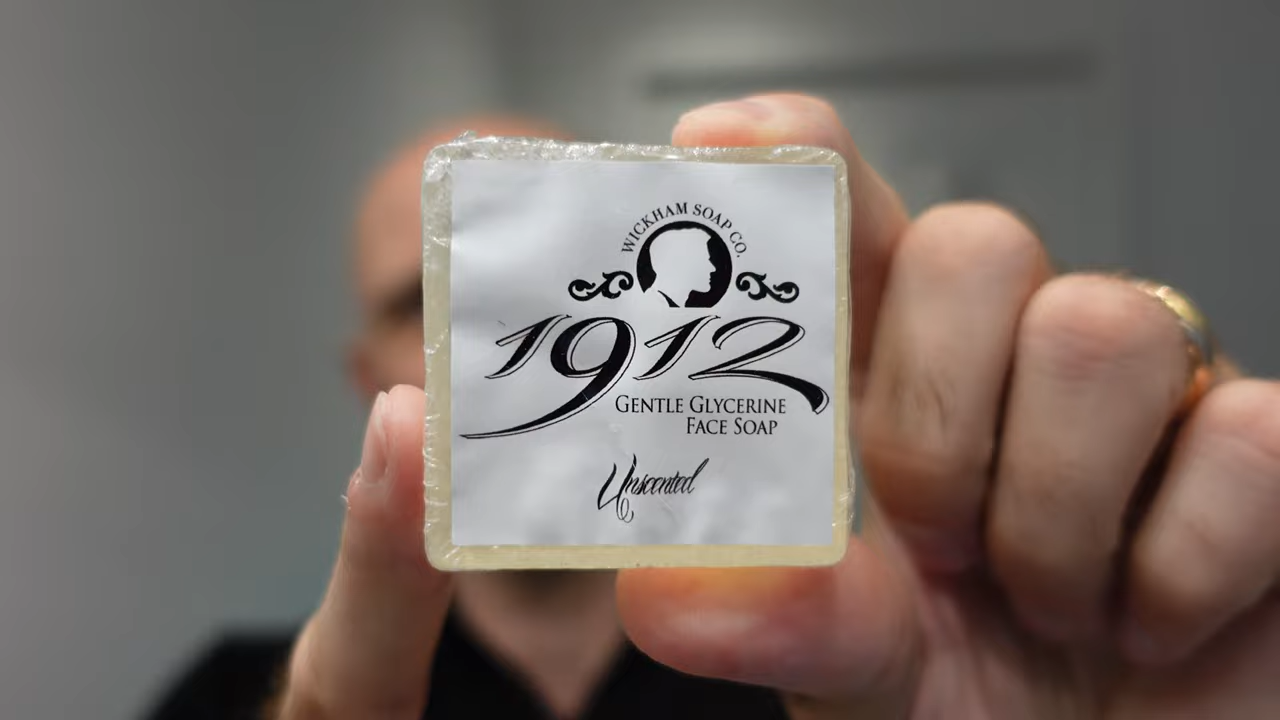 WICKHAM SOAP CO.
1912
GENTLE GLYCERINE
FACE SOAP
Unscented